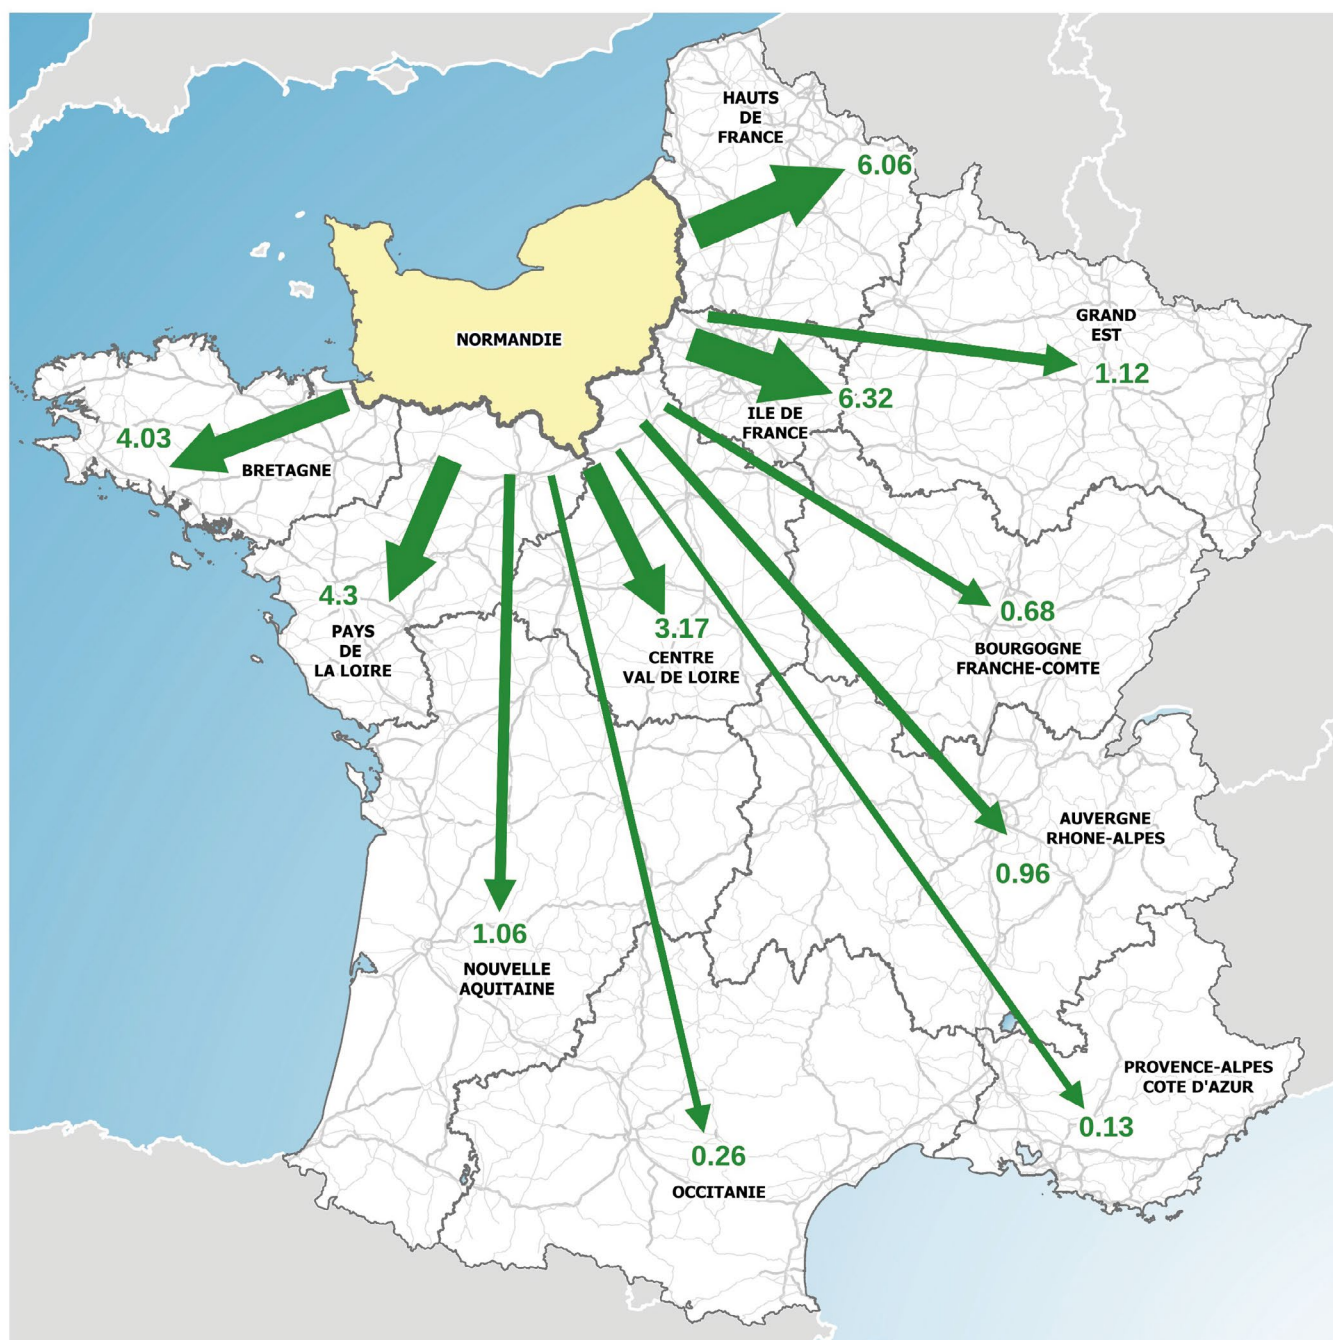 HAUTS
DE
FRANCE
6.06
GRAND
EST
1.12
NORMANDIE
6.32
ILE DE
FRANCE
4.03
BRETAGNE
4.3
PAYS
DE
LA LOIRE
3.17
CENTRE
VAL DE LOIRE
0.68
BOURGOGNE
FRANCHE-COMTE
AUVERGNE
RHONE-ALPES
0.96
1.06
NOUVELLE
AQUITAINE
PROVENCE-ALPES
COTE D'AZUR
0.13
0.26
OCCITANIE